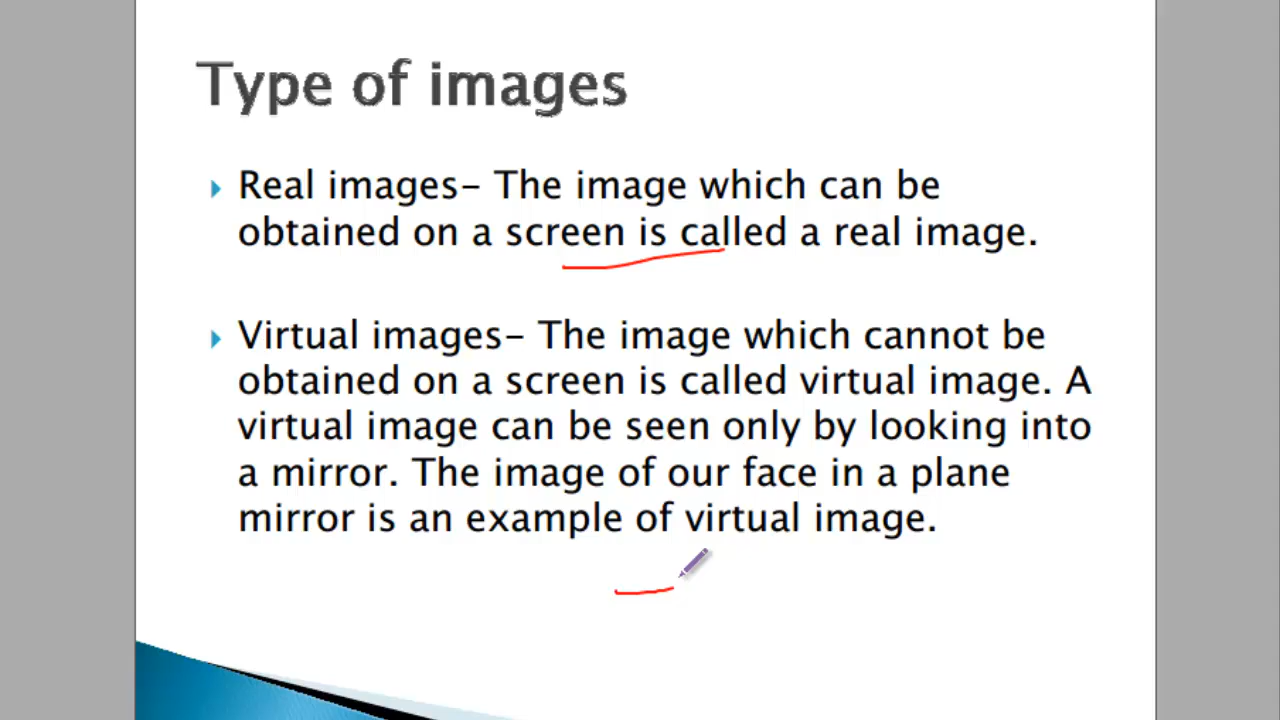 Type of images
Real images- The image which can be
obtained on a screen is called a real image.
Virtual images- The image which cannot be
obtained on a screen is called virtual image. A
virtual image can be seen only by looking into
a mirror. The image of our face in a plane
mirror is an example of virtual image.